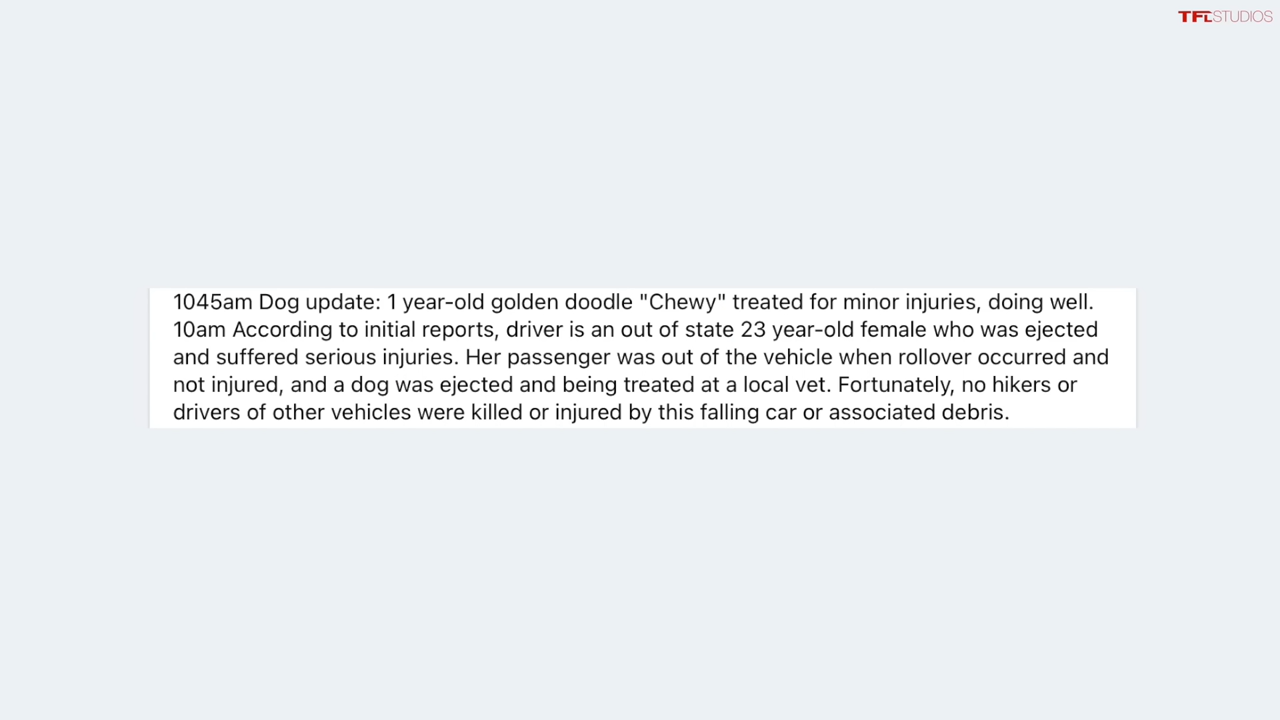 TFLSTUDIOS
1045am Dog update: 1 year-old golden doodle "Chewy" treated for minor injuries, doing well.
10am According to initial reports, driver is an out of state 23 year-old female who was ejected
and suffered serious injuries. Her passenger was out of the vehicle when rollover occurred and
not injured, and a dog was ejected and being treated at a local vet. Fortunately, no hikers or
drivers of other vehicles were killed or injured by this falling car or associated debris.